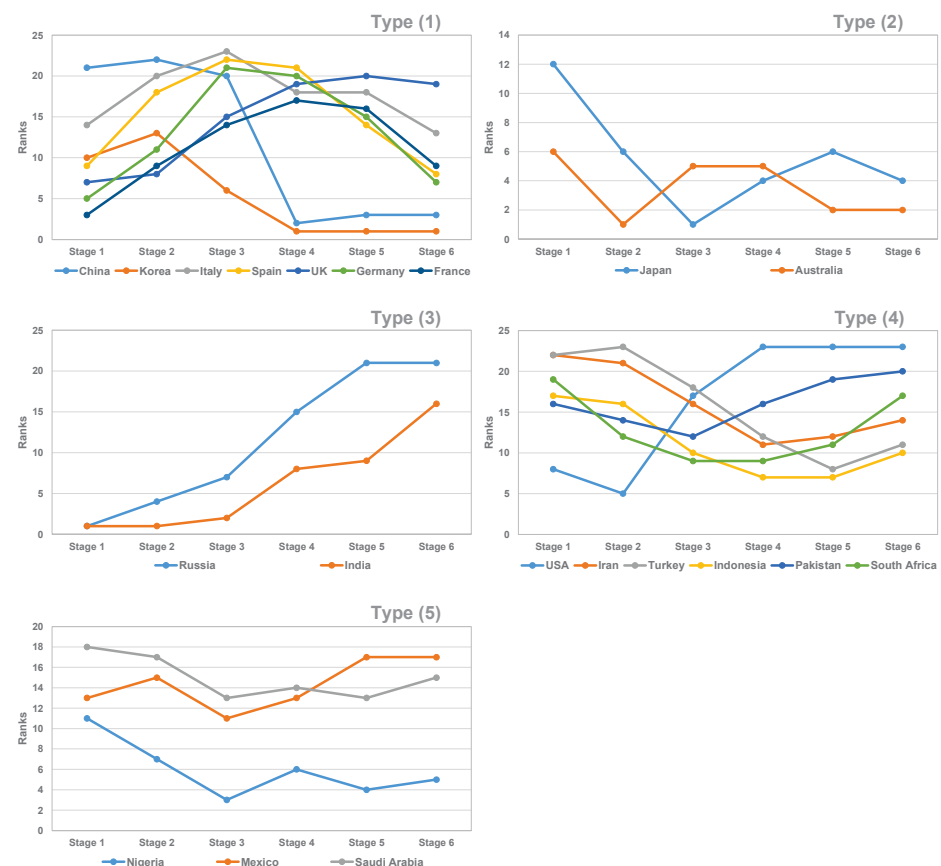 Type (1)
25
20
15
10
5
0
Ranks
Stage 1 Stage 2 Stage 3 Stage 4 Stage 5 Stage 6
China Korea Italy Spain UK Germany France
Type (2)
14
12
10
8
6
4
2
0
Ranks
Stage 1 Stage 2 Stage 3 Stage 4 Stage 5 Stage 6
Japan Australia
Type (3)
25
20
15
10
5
0
Ranks
Stage 1 Stage 2 Stage 3 Stage 4 Stage 5 Stage 6
Russia India
Type (4)
25
20
15
10
5
0
Ranks
Stage 1 Stage 2 Stage 3 Stage 4 Stage 5 Stage 6
USA Iran Turkey Indonesia Pakistan South Africa
Type (5)
20
18
16
14
12
10
8
6
4
2
0
Ranks
Stage 1 Stage 2 Stage 3 Stage 4 Stage 5 Stage 6
Nigeria Mexico Saudi Arabia